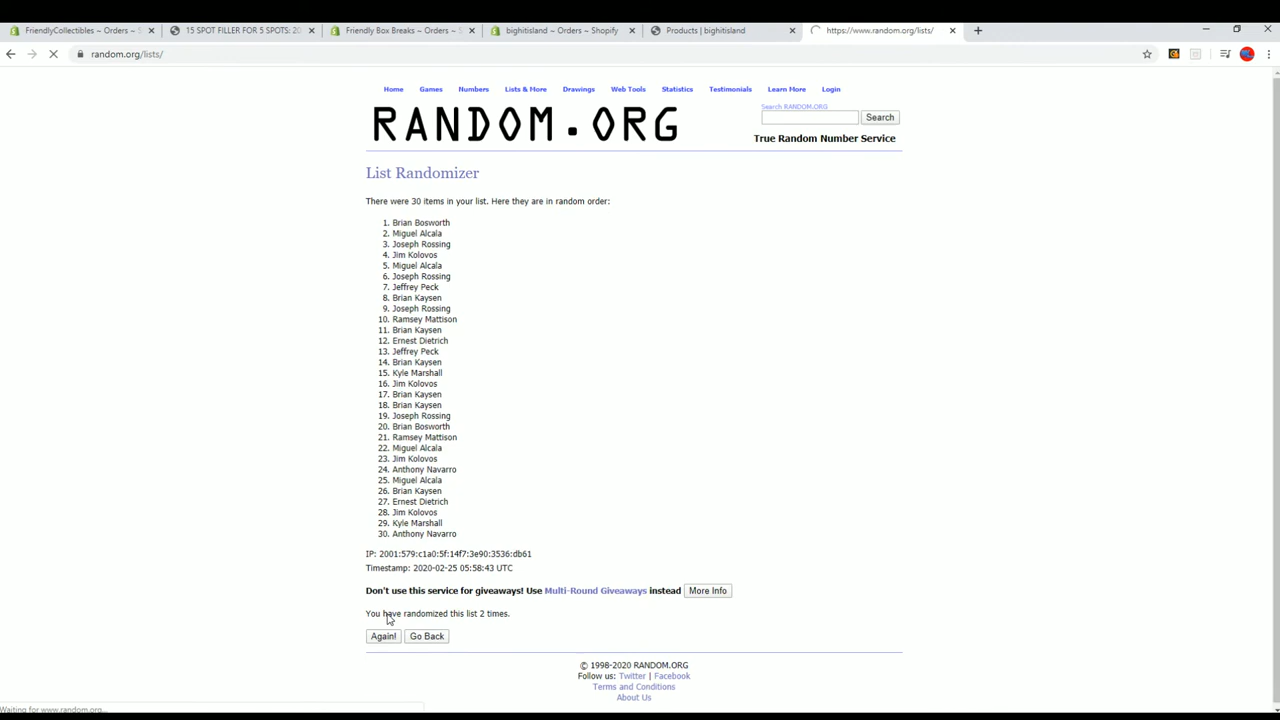 FriendlyCollectibles ~ Orders ~ S
15 SPOT FILLER FOR 5 SPOTS: 20
Friendly Box Breaks ~ Orders ~ S
bighitisland ~ Orders ~ Shopify
Products | bighitisland
https://www.random.org/lists/
random.org/lists/
Home Games Numbers Lists & More Drawings Web Tools Statistics Testimonials Learn More Login
RANDOM.ORG
Search RANDOM.ORG
Search
True Random Number Service
List Randomizer
There were 30 items in your list. Here they are in random order:
1. Brian Bosworth
2. Miguel Alcala
3. Joseph Rossing
4. Jim Kolovos
5. Miguel Alcala
6. Joseph Rossing
7. Jeffrey Peck
8. Brian Kaysen
9. Joseph Rossing
10. Ramsey Mattison
11. Brian Kaysen
12. Ernest Dietrich
13. Jeffrey Peck
14. Brian Kaysen
15. Kyle Marshall
16. Jim Kolovos
17. Brian Kaysen
18. Brian Kaysen
19. Joseph Rossing
20. Brian Bosworth
21. Ramsey Mattison
22. Miguel Alcala
23. Jim Kolovos
24. Anthony Navarro
25. Miguel Alcala
26. Brian Kaysen
27. Ernest Dietrich
28. Jim Kolovos
29. Kyle Marshall
30. Anthony Navarro
IP: 2001:579:c1a0:5f:14f7:3e90:3536:db61
Timestamp: 2020-02-25 05:58:43 UTC
Don't use this service for giveaways! Use Multi-Round Giveaways instead More Info
You have randomized this list 2 times.
Again! Go Back
© 1998-2020 RANDOM.ORG
Follow us: Twitter | Facebook
Terms and Conditions
About Us
Waiting for www.random.org...